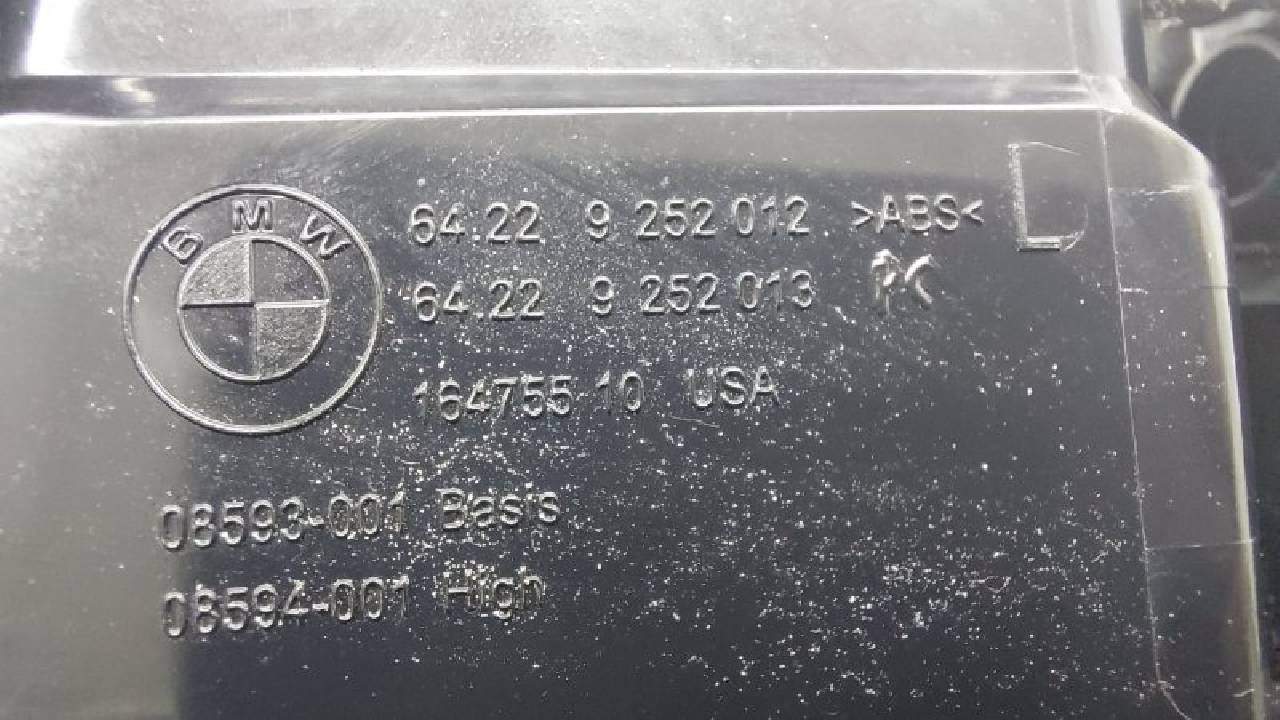 BMW
64.22 9 252 012 >ABS<
64.22 9 252 013 PC
164755 10 USA
08593-001 Basis
08594-001 High